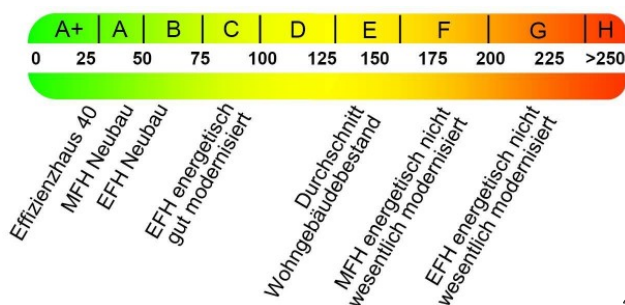 A+ A B C D E F G H
0 25 50 75 100 125 150 175 200 225 >250
Effizienzhaus 40
MFH Neubau
EFH Neubau
EFH energetisch
gut modernisiert
Durchschnitt
Wohngebäudebestand
MFH energetisch nicht
wesentlich modernisiert
EFH energetisch nicht
wesentlich modernisiert